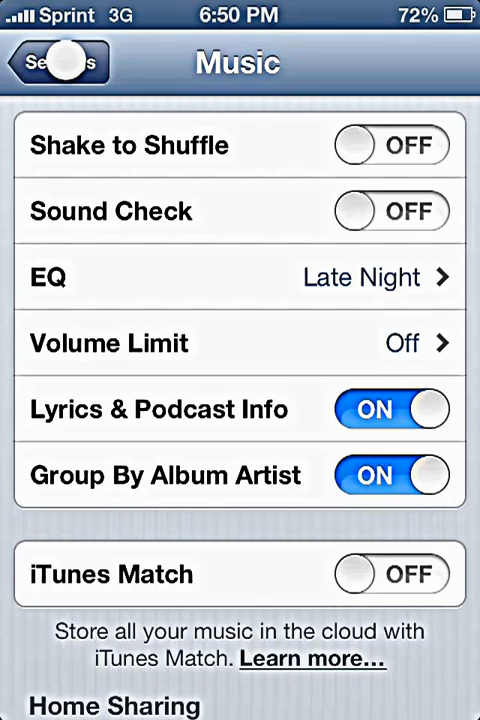 Sprint 3G 6:50 PM 72%
Music
Shake to Shuffle OFF
Sound Check OFF
EQ Late Night
Volume Limit Off
Lyrics & Podcast Info ON
Group By Album Artist ON
iTunes Match OFF
Store all your music in the cloud with
iTunes Match. Learn more...
Home Sharing